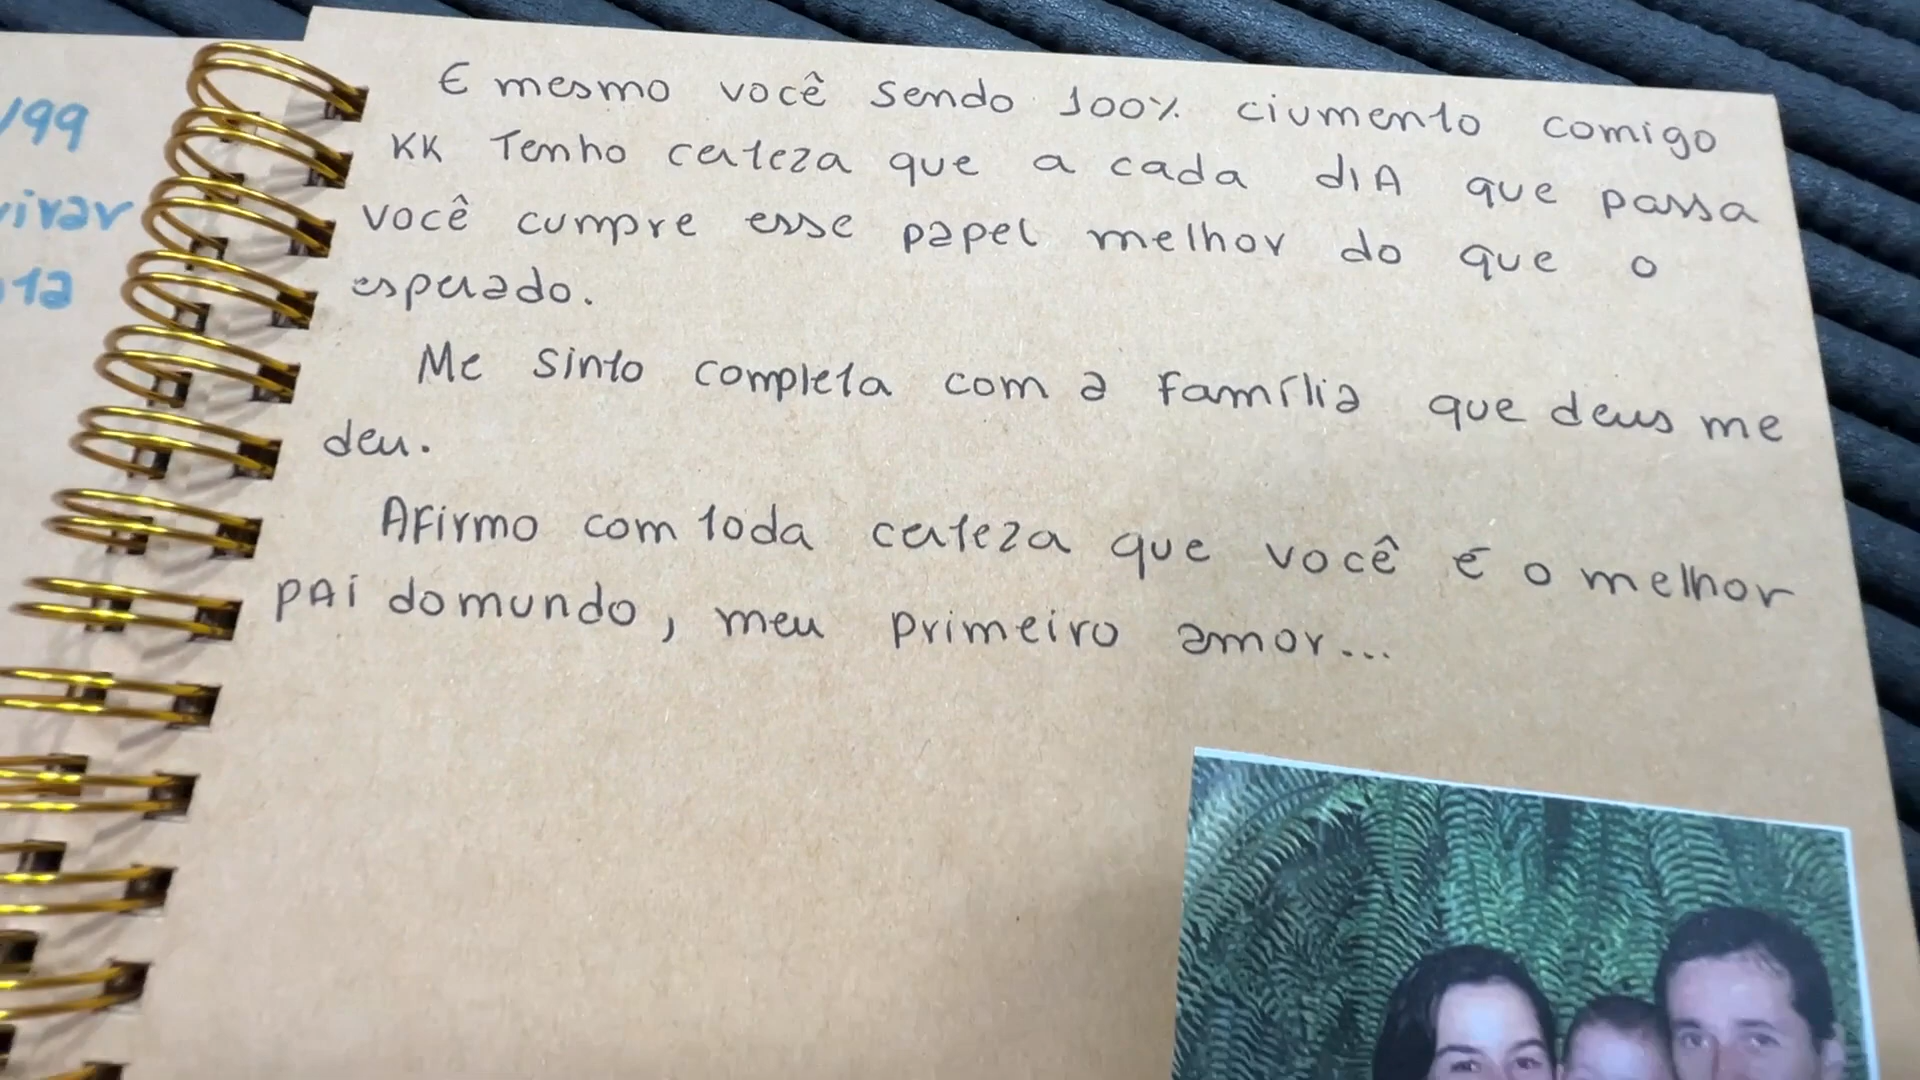 /99
E mesmo você sendo 100% ciumento comigo
KK Tenho certeza que a cada dIA que passa
você cumpre esse papel melhor do que o
esperado.
Me sinto completa com a família que deus me
deu.
AFirmo com toda certeza que você é o melhor
PAI do mundo, meu primeiro amor...